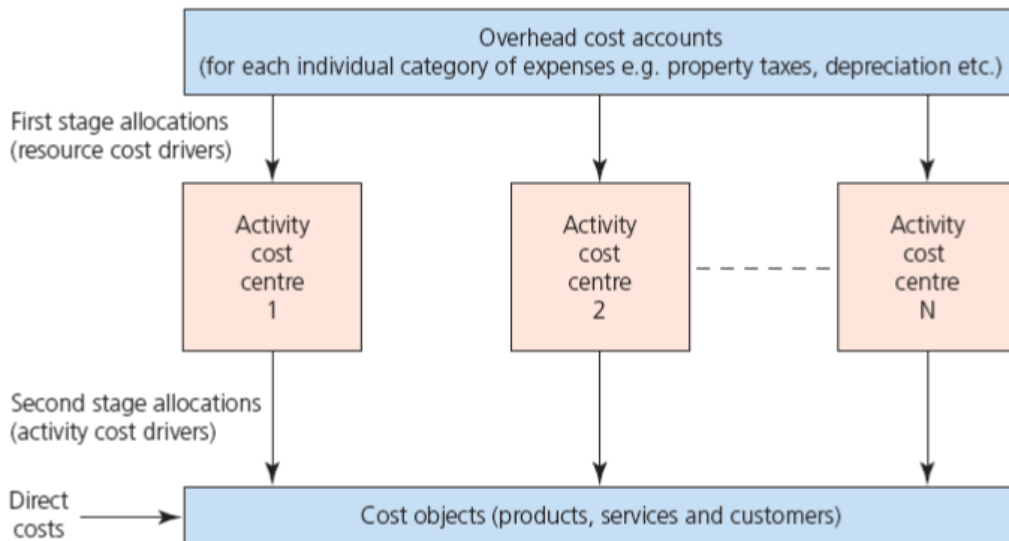 Overhead cost accounts
(for each individual category of expenses e.g. property taxes, depreciation etc.)
First stage allocations
(resource cost drivers)
Activity
cost
centre
1
Activity
cost
centre
2
Activity
cost
centre
N
Second stage allocations
(activity cost drivers)
Direct
costs
Cost objects (products, services and customers)